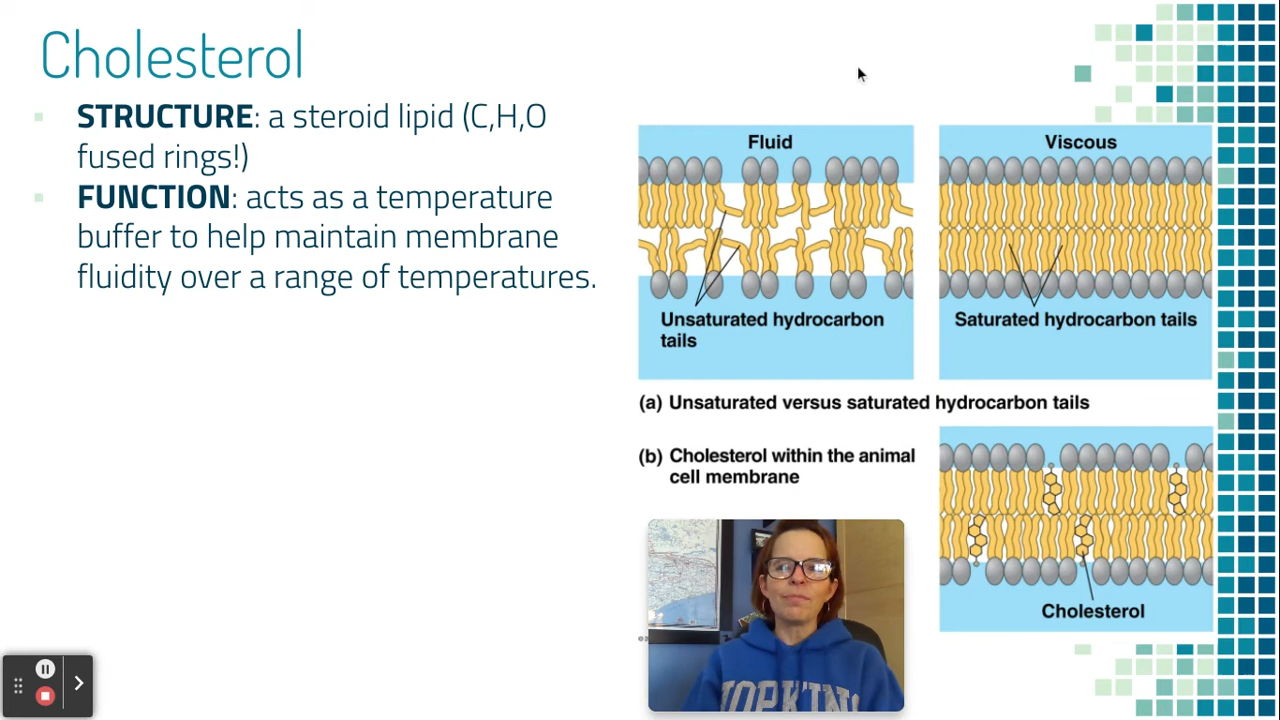 Cholesterol
STRUCTURE: a steroid lipid (C,H,O
fused rings!)
FUNCTION: acts as a temperature
buffer to help maintain membrane
fluidity over a range of temperatures.
Fluid
Viscous
Unsaturated hydrocarbon
tails
Saturated hydrocarbon tails
(a) Unsaturated versus saturated hydrocarbon tails
(b) Cholesterol within the animal
cell membrane
Cholesterol
HOPKINS